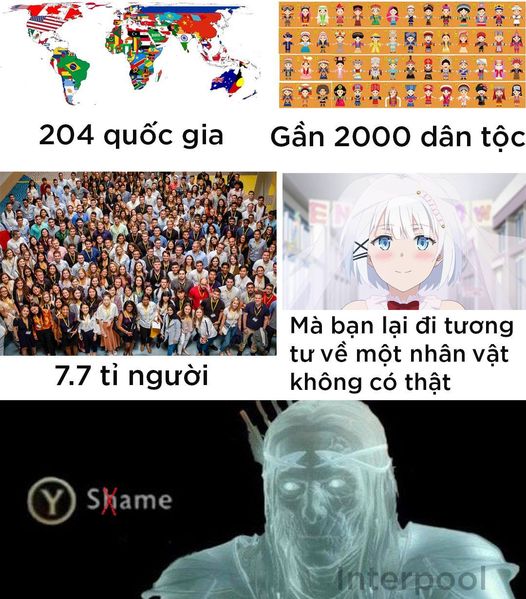 204 quốc gia
Gần 2000 dân tộc
7.7 tỉ người
Mà bạn lại đi tương
tư về một nhân vật
không có thật
Y Shame
Interpool